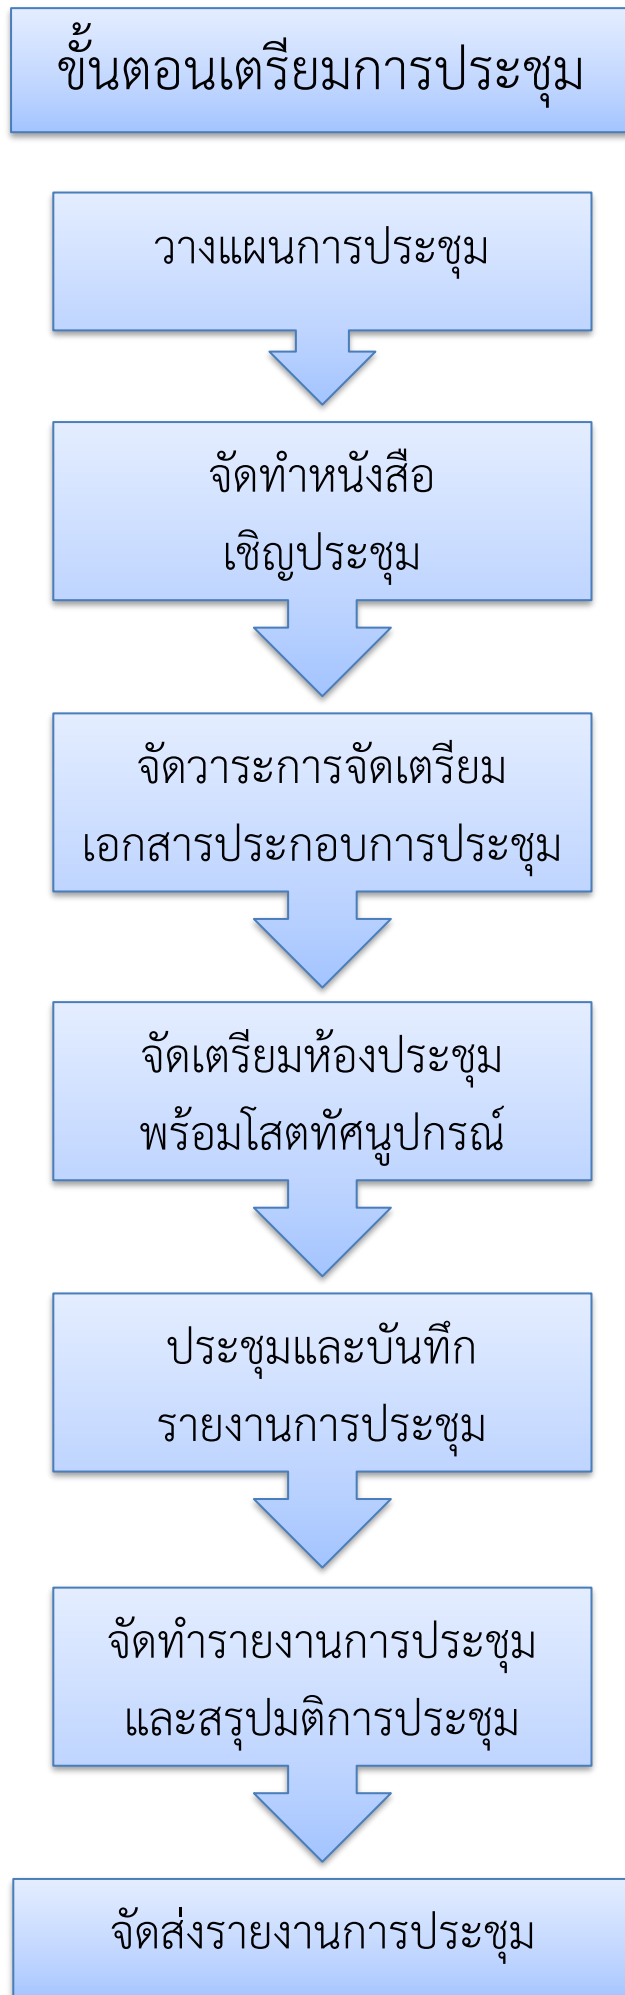 ขั้นตอนเตรียมการประชุม
วางแผนการประชุม
จัดทำหนังสือ
เชิญประชุม
จัดวาระการจัดเตรียม
เอกสารประกอบการประชุม
จัดเตรียมห้องประชุม
พร้อมโสตทัศนูปกรณ์
ประชุมและบันทึก
รายงานการประชุม
จัดทำรายงานการประชุม
และสรุปมติการประชุม
จัดส่งรายงานการประชุม